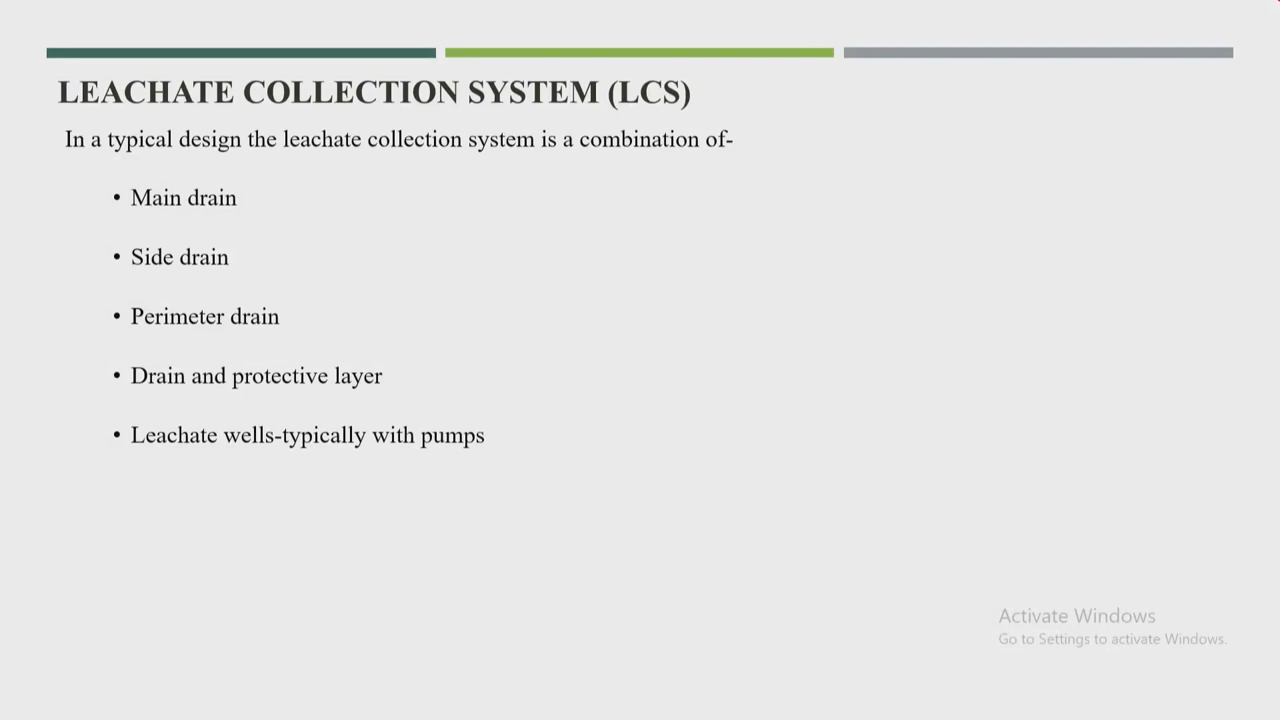 LEACHATE COLLECTION SYSTEM (LCS)
In a typical design the leachate collection system is a combination of-
• Main drain
• Side drain
• Perimeter drain
• Drain and protective layer
• Leachate wells-typically with pumps
Activate Windows
Go to Settings to activate Windows.